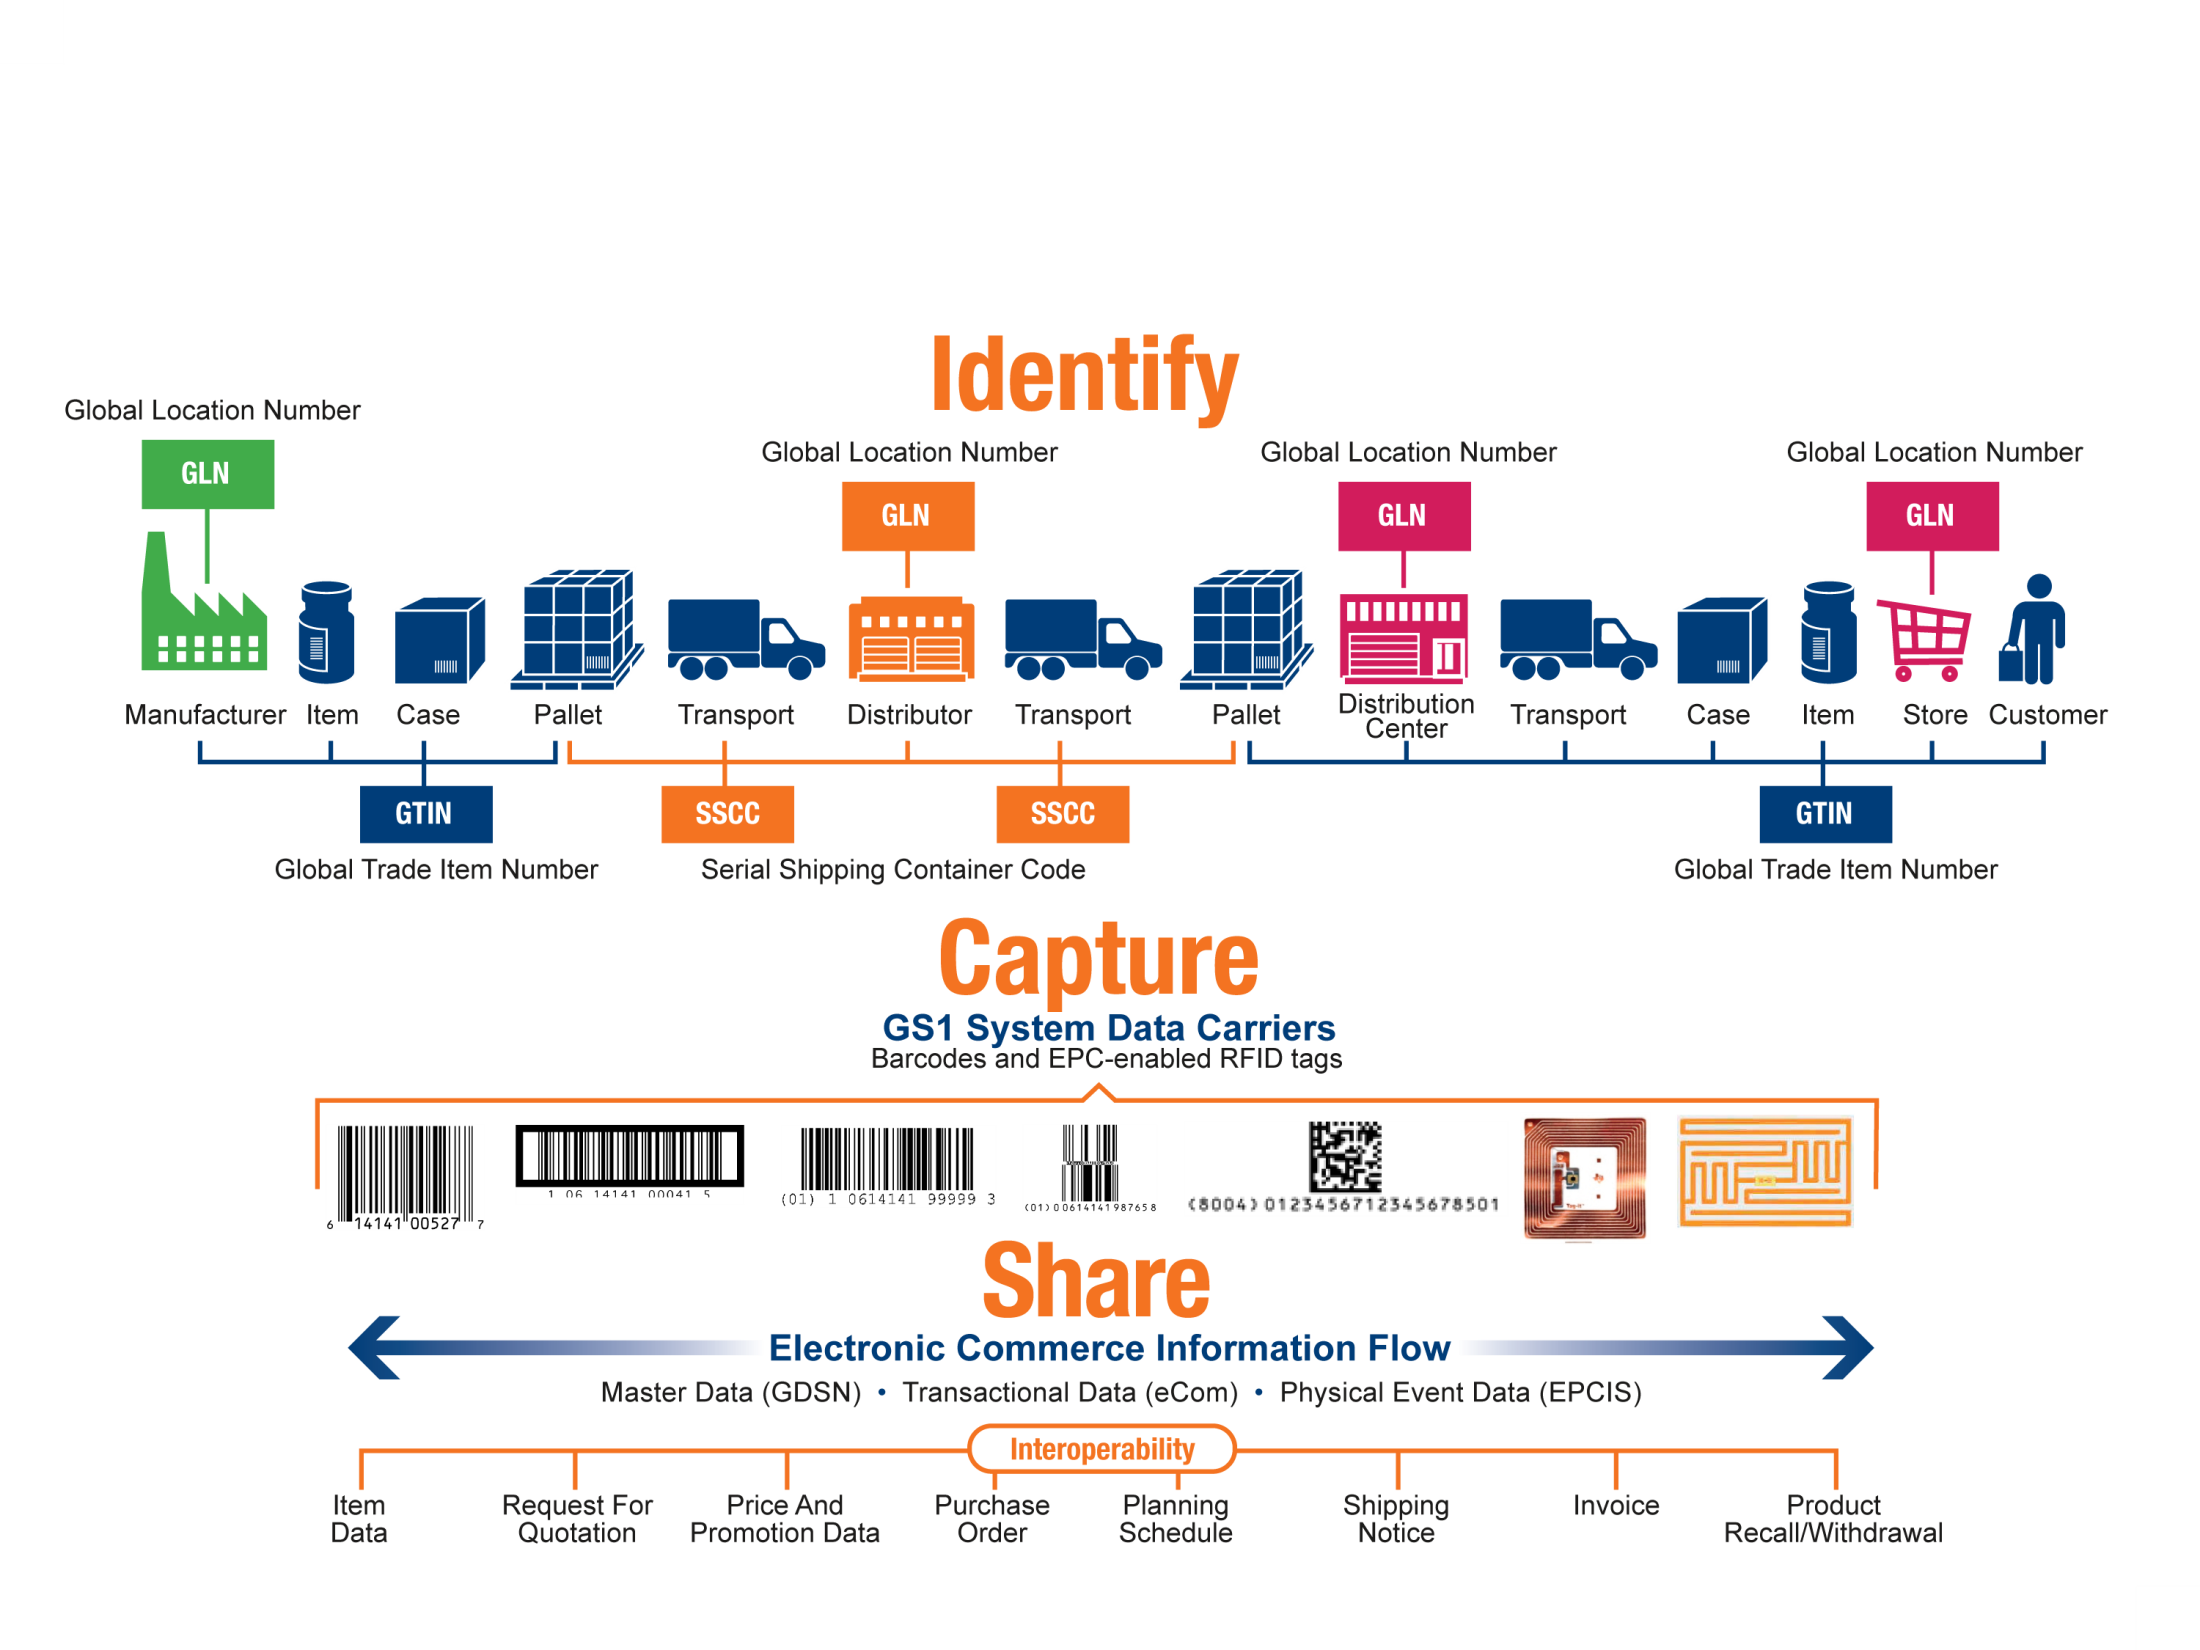 Identify
Global Location Number
GLN
Global Location Number
GLN
Global Location Number
GLN
Global Location Number
GLN
Manufacturer
Item
Case
Pallet
Transport
Distributor
Transport
Pallet
Distribution
Center
Transport
Case
Item
Store
Customer
GTIN
SSCC
SSCC
GTIN
Global Trade Item Number
Serial Shipping Container Code
Global Trade Item Number
Capture
GS1 System Data Carriers
Barcodes and EPC-enabled RFID tags
6 14141 00527 7
1 06 14141 00041 5
(01) 1 0614141 99999 3
(01) 0 0614141 987658
(8004) 0123456712345678501
Share
Electronic Commerce Information Flow
Master Data (GDSN) • Transactional Data (eCom) • Physical Event Data (EPCIS)
Interoperability
Item
Data
Request For
Quotation
Price And
Promotion Data
Purchase
Order
Planning
Schedule
Shipping
Notice
Invoice
Product
Recall/Withdrawal